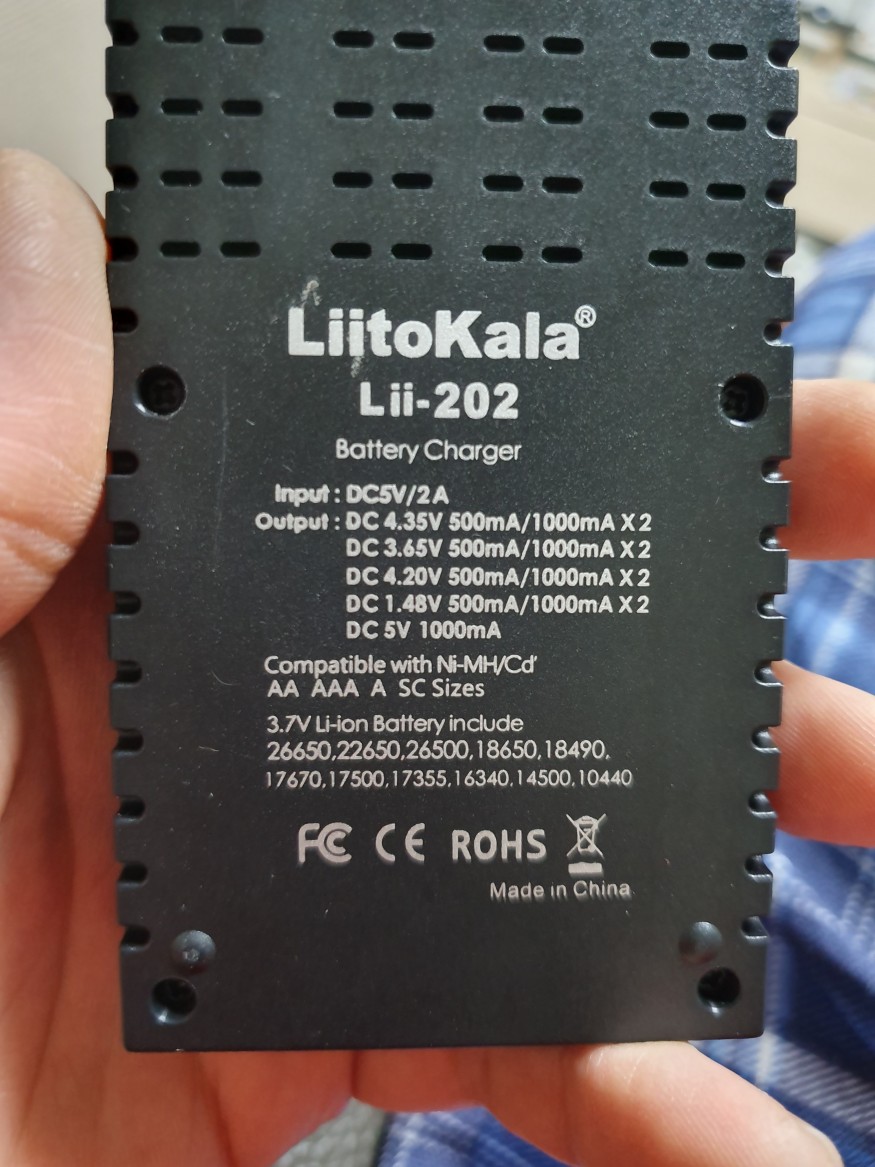 LiitoKala®
Lii-202
Battery Charger
Input : DC5V/2A
Output : DC 4.35V 500mA/1000mA X 2
DC 3.65V 500mA/1000mA X 2
DC 4.20V 500mA/1000mA X 2
DC 1.48V 500mA/1000mA X 2
DC 5V 1000mA
Compatible with Ni-MH/Cd'
AA AAA A SC Sizes
3.7V Li-ion Battery include
26650,22650,26500,18650,18490,
17670,17500,17355,16340,14500,10440
FC CE ROHS
Made in China